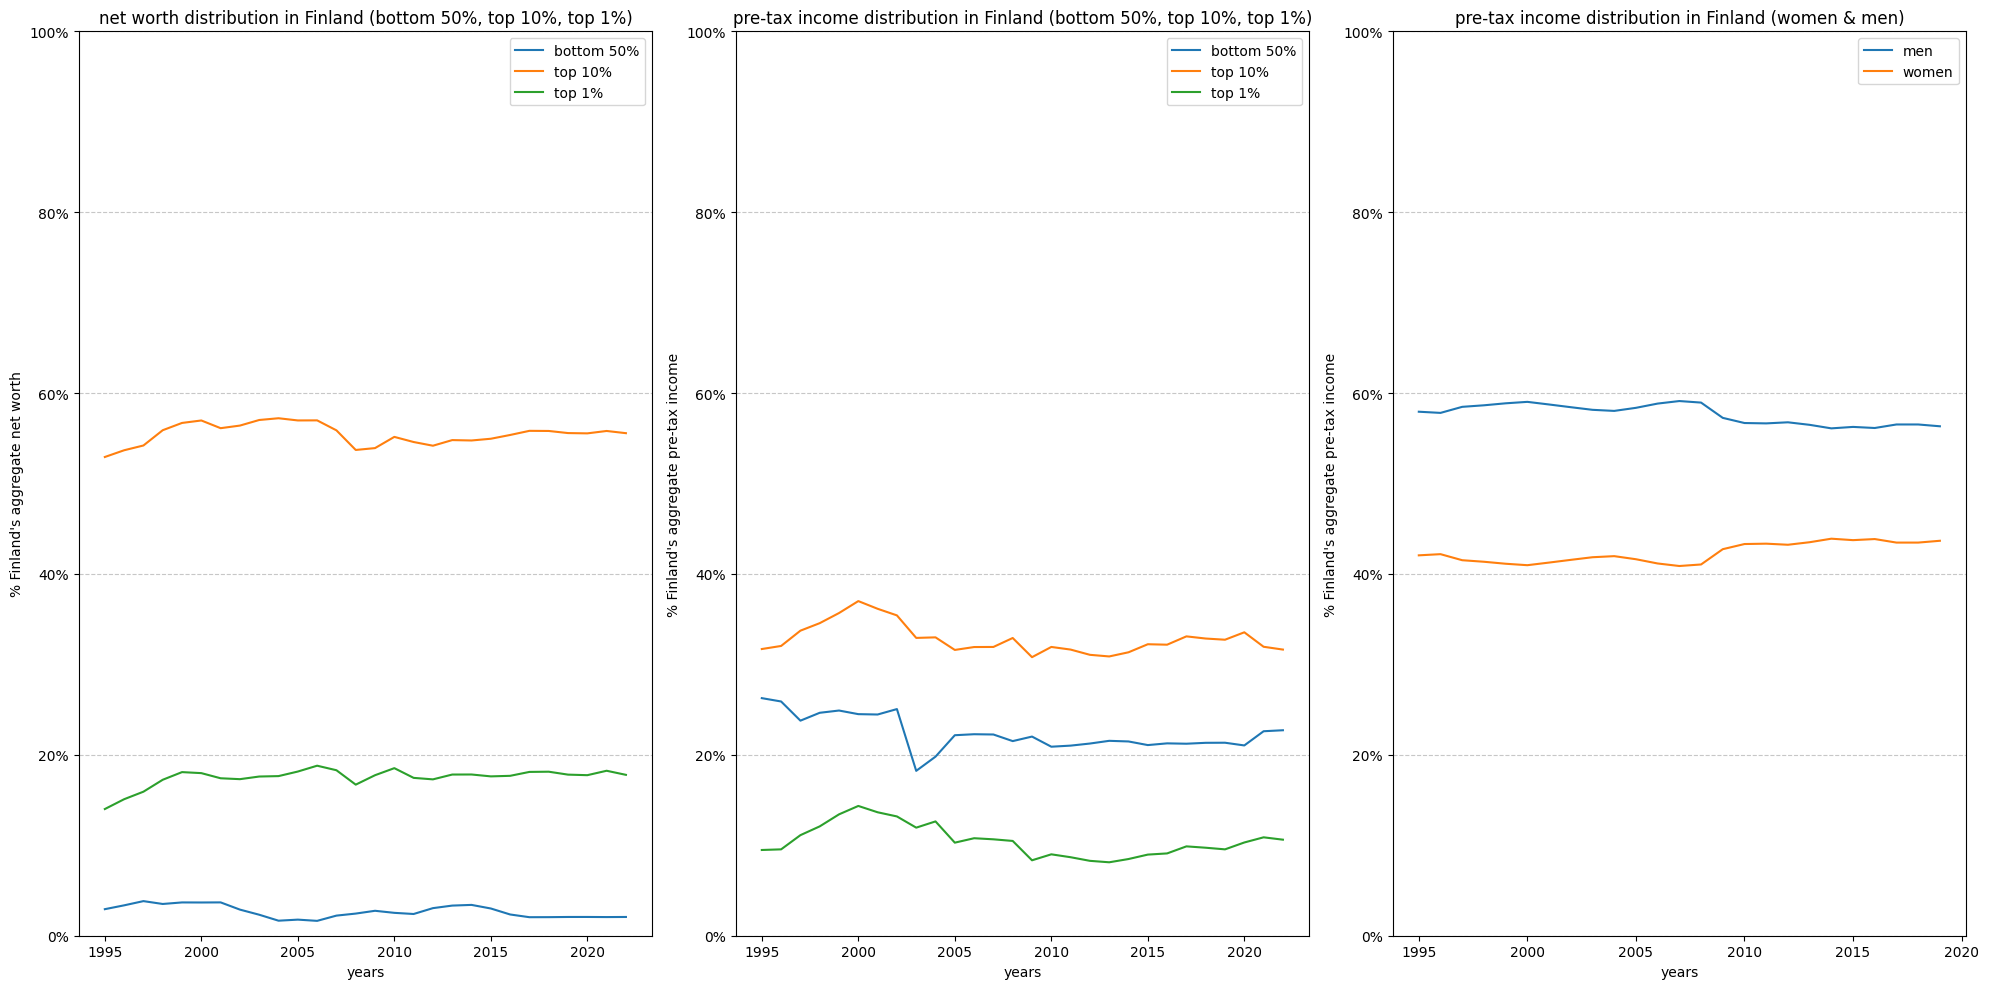 net worth distribution in Finland (bottom 50%, top 10%, top 1%)
100%
80%
60%
40%
20%
0%
% Finland's aggregate net worth
1995 2000 2005 2010 2015 2020
years
bottom 50%
top 10%
top 1%
pre-tax income distribution in Finland (bottom 50%, top 10%, top 1%)
100%
80%
60%
40%
20%
0%
% Finland's aggregate pre-tax income
1995 2000 2005 2010 2015 2020
years
bottom 50%
top 10%
top 1%
pre-tax income distribution in Finland (women & men)
100%
80%
60%
40%
20%
0%
% Finland's aggregate pre-tax income
1995 2000 2005 2010 2015 2020
years
men
women